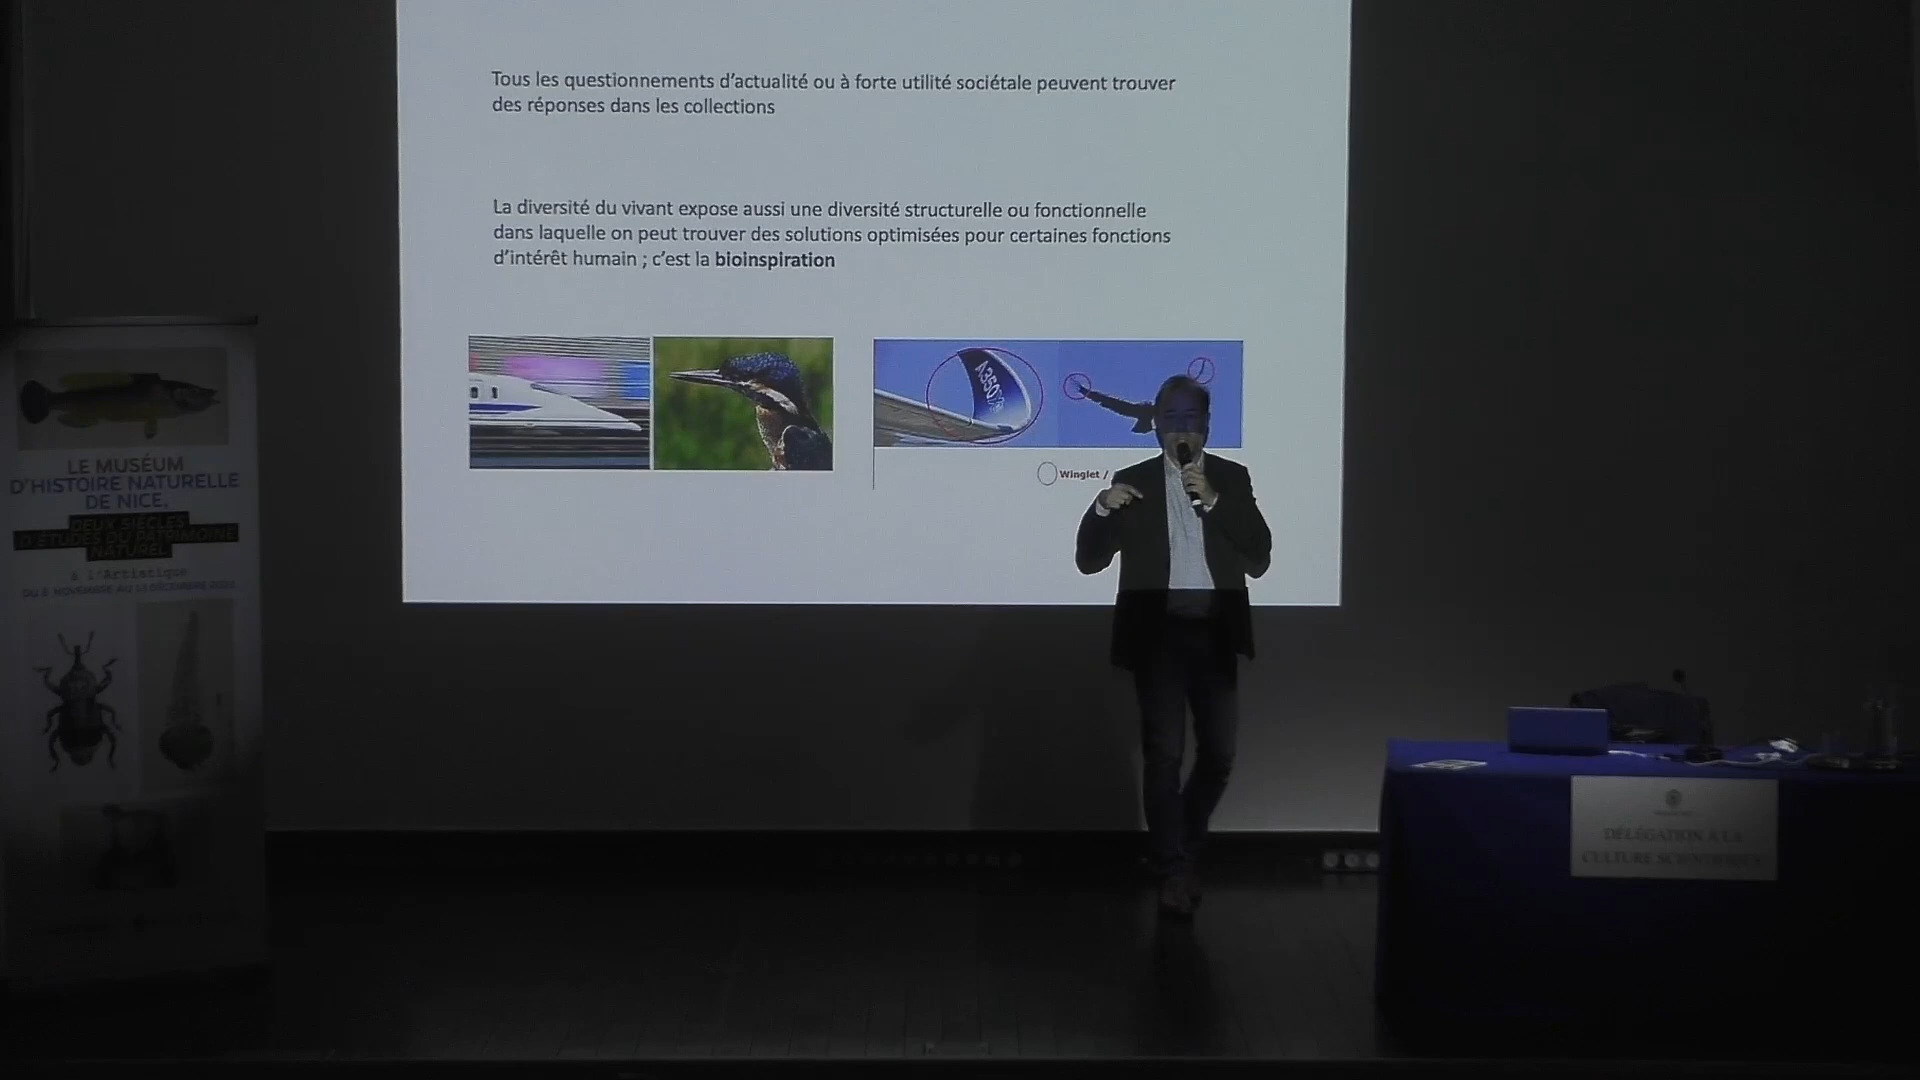 Tous les questionnements d'actualité ou à forte utilité sociétale peuvent trouver
des réponses dans les collections
La diversité du vivant expose aussi une diversité structurelle ou fonctionnelle
dans laquelle on peut trouver des solutions optimisées pour certaines fonctions
d'intérêt humain ; c'est la bioinspiration
Winglet /
LE MUSÉUM
D'HISTOIRE NATURELLE
DE NICE,
DEUX SIÈCLES
D'ÉTUDES DU PATRIMOINE
NATUREL
à l'Artistique
DÉLÉGATION À LA
CULTURE SCIENTIFIQUE